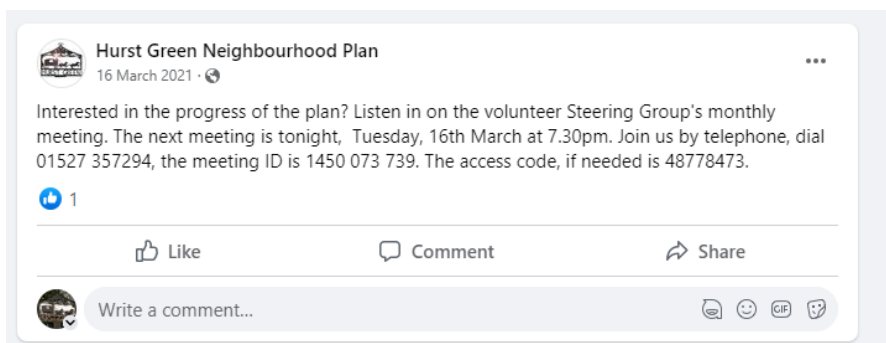 Hurst Green Neighbourhood Plan
16 March 2021 ·
Interested in the progress of the plan? Listen in on the volunteer Steering Group's monthly
meeting. The next meeting is tonight,  Tuesday, 16th March at 7.30pm. Join us by telephone, dial
01527 357294, the meeting ID is 1450 073 739. The access code, if needed is 48778473.
1
Like Comment Share
Write a comment... GIF